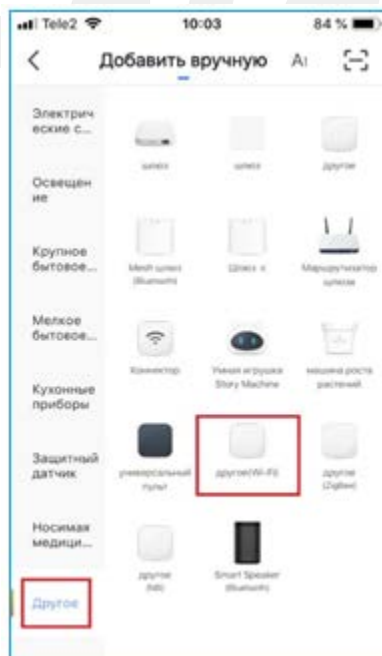 Tele2 10:03 84 %
Добавить вручную
Электрич
еские с...
Освещен
ие
Крупное
бытовое...
Мелкое
бытовое...
Кухонные
приборы
Защитный
датчик
Носимая
медици...
Другое
шлюз шлюз другое
Mesh шлюз
(Bluetooth)
Шлюз
Маршрутизатор
шлюза
Коннектор
Умная игрушка
Story Machine
машина роста
растений
универсальный
пульт
другое(Wi-Fi)
другое
(ZigBee)
другое
(NB)
Smart Speaker
(Bluetooth)